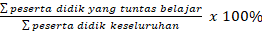 ∑ peserta didik yang tuntas belajar
∑ peserta didik keseluruhan
x 100%